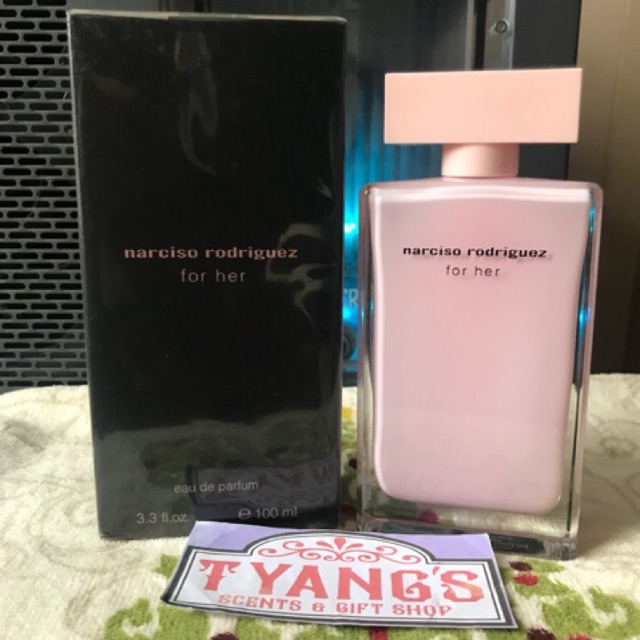 narciso rodriguez
for her
eau de parfum
3.3 fl.oz. ℮ 100 ml
narciso rodriguez
for her
T YANG'S
SCENTS & GIFT SHOP